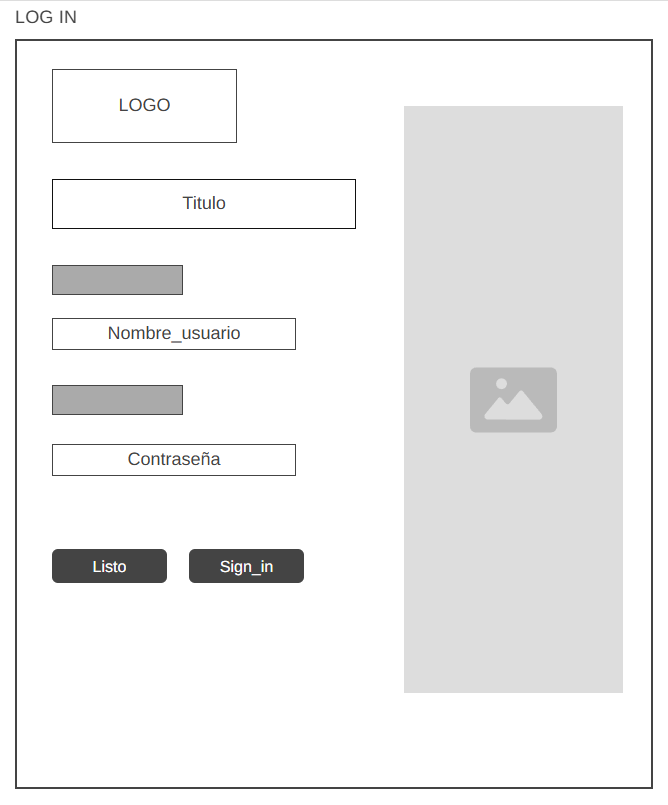 LOG IN
LOGO
Titulo
Nombre_usuario
Contraseña
Listo
Sign_in